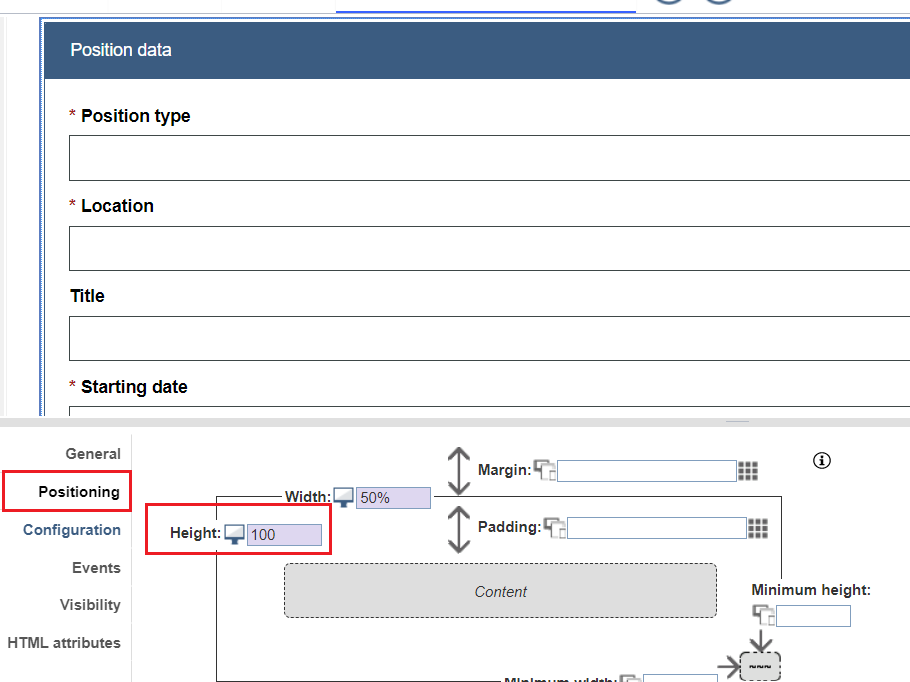 Position data
* Position type
* Location
Title
* Starting date
General
Positioning
Configuration
Events
Visibility
HTML attributes
Margin:
Width: 50%
Height: 100
Padding:
Content
Minimum height:
Minimum width: